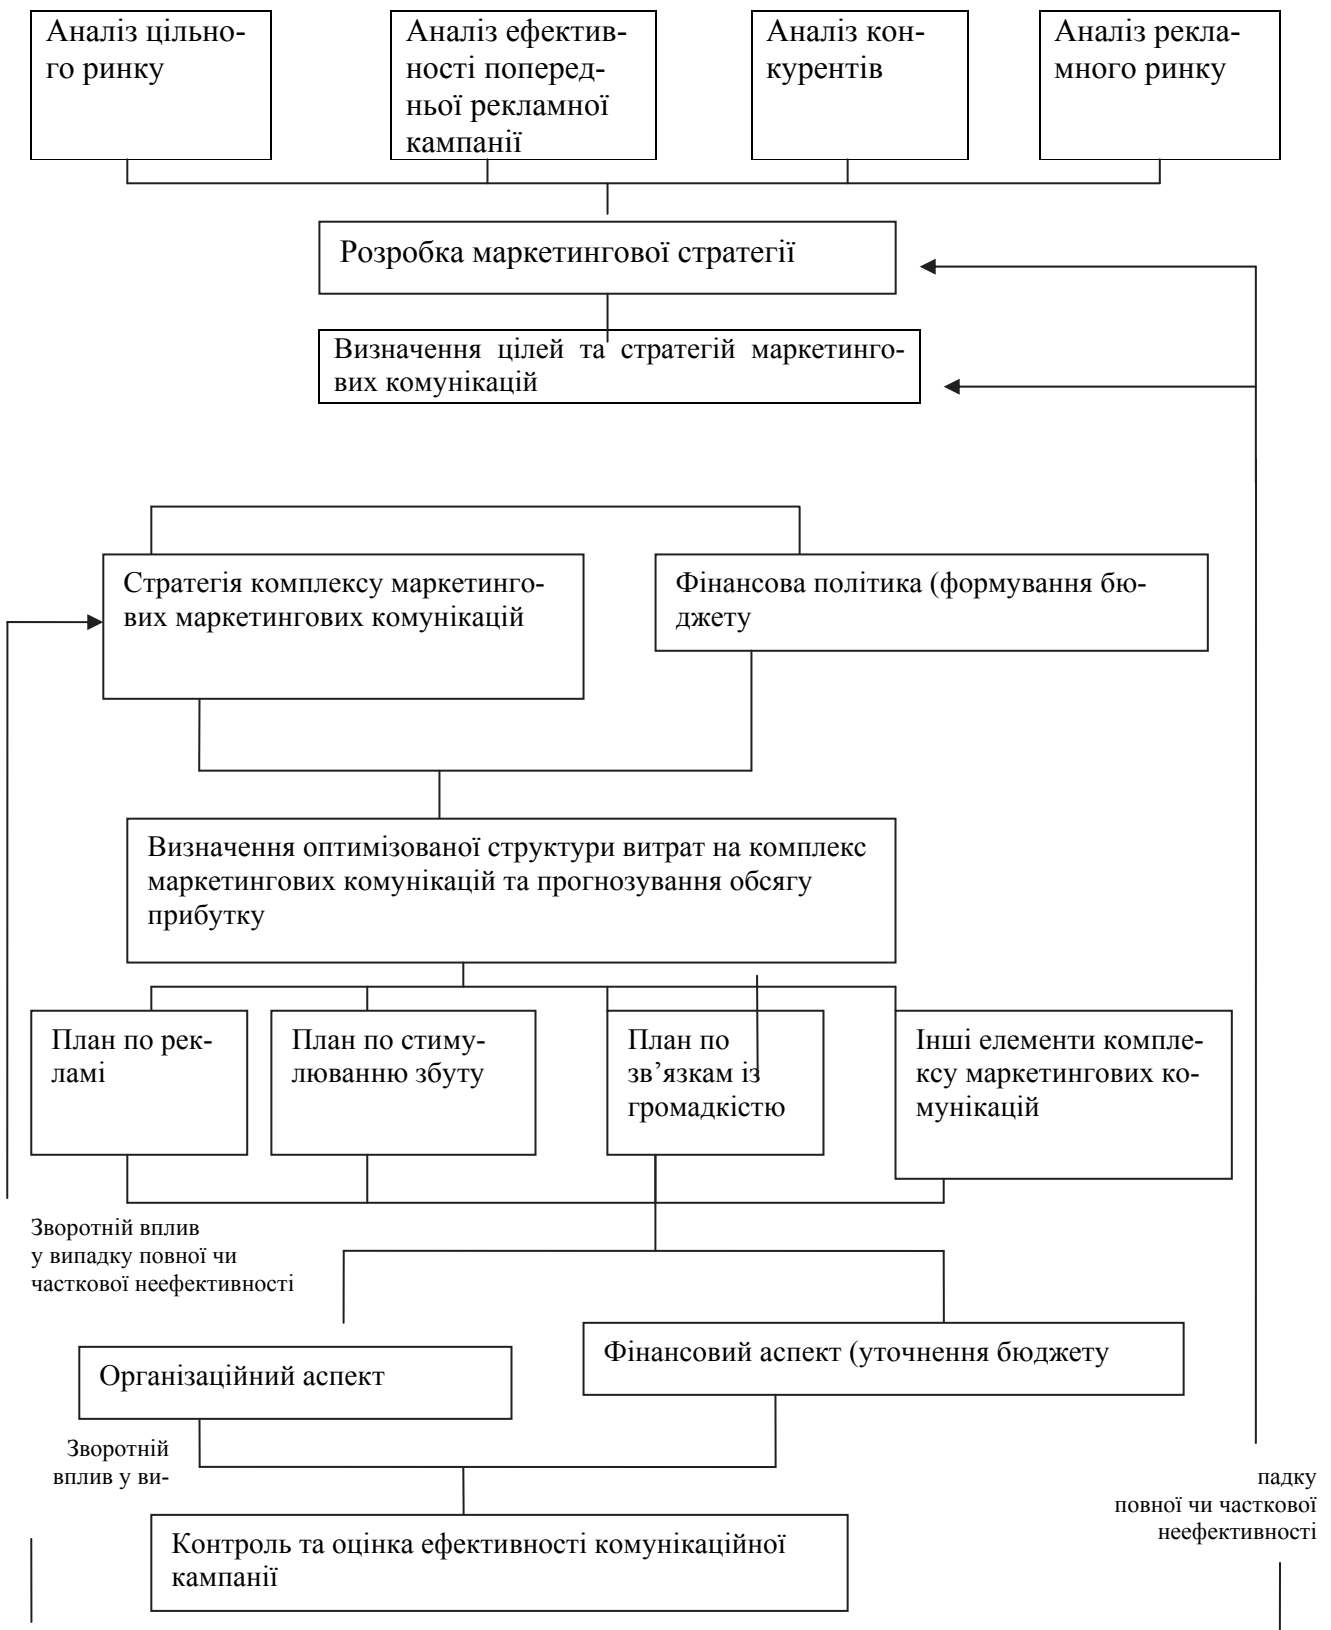 Аналіз цільно-
го ринку
Аналіз ефектив-
ності поперед-
ньої рекламної
кампанії
Аналіз кон-
курентів
Аналіз рекла-
много ринку
Розробка маркетингової стратегії
Визначення цілей та стратегій маркетинго-
вих комунікацій
Стратегія комплексу маркетинго-
вих маркетингових комунікацій
Фінансова політика (формування бю-
джету
Визначення оптимізованої структури витрат на комплекс
маркетингових комунікацій та прогнозування обсягу
прибутку
План по рек-
ламі
План по стиму-
люванню збуту
План по
зв’язкам із
громадкістю
Інші елементи компле-
ксу маркетингових ко-
мунікацій
Зворотній вплив
у випадку повної чи
часткової неефективності
Організаційний аспект
Фінансовий аспект (уточнення бюджету
Зворотній
вплив у ви-
падку
повної чи часткової
неефективності
Контроль та оцінка ефективності комунікаційної
кампанії